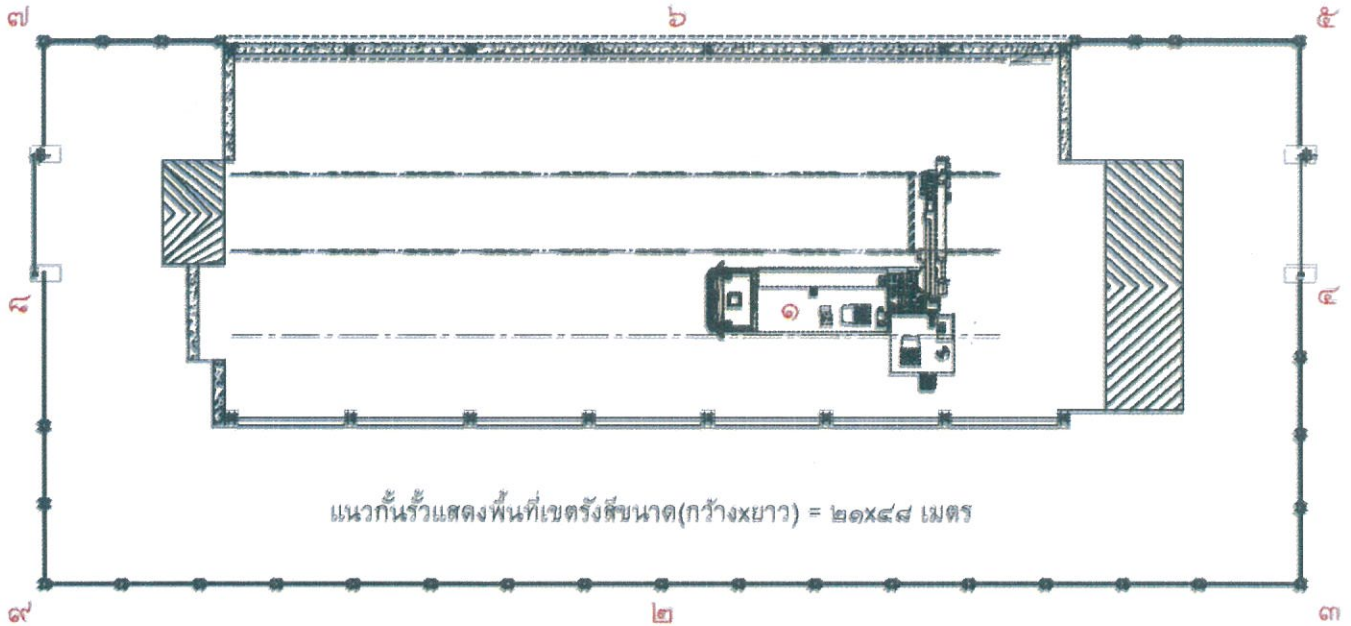 ๗ ๖ ๕
๘ ๑ ๔
แนวกั้นรั้วแสดงพื้นที่เขตรังสีขนาด(กว้างxยาว) = ๒๑x๔๘ เมตร
๙ ๒ ๓